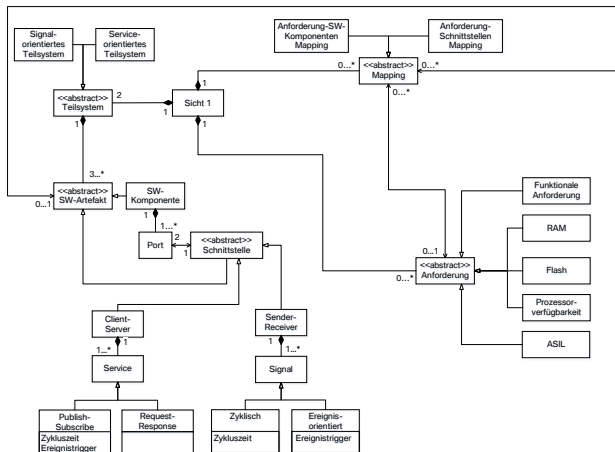 Signal-
orientiertes
Teilsystem
Service-
orientiertes
Teilsystem
Anforderung-SW-
Komponenten
Mapping
Anforderung-
Schnittstellen
Mapping
<<abstract>>
Teilsystem
2
1
1
Sicht 1
1
1
0...*
<<abstract>>
Mapping
0...*
0...*
3...*
<<abstract>>
SW-Artefakt
0...1
SW-
Komponente
1
1...*
Port
2
1
<<abstract>>
Schnittstelle
0...1
<<abstract>>
Anforderung
0...*
Funktionale
Anforderung
RAM
Flash
Prozessor-
verfügbarkeit
ASIL
Client-
Server
1
1...*
Service
Sender-
Receiver
1
1...*
Signal
Publish-
Subscribe
Zykluszeit
Ereignistrigger
Request-
Response
Zyklisch
Zykluszeit
Ereignis-
orientiert
Ereignistrigger